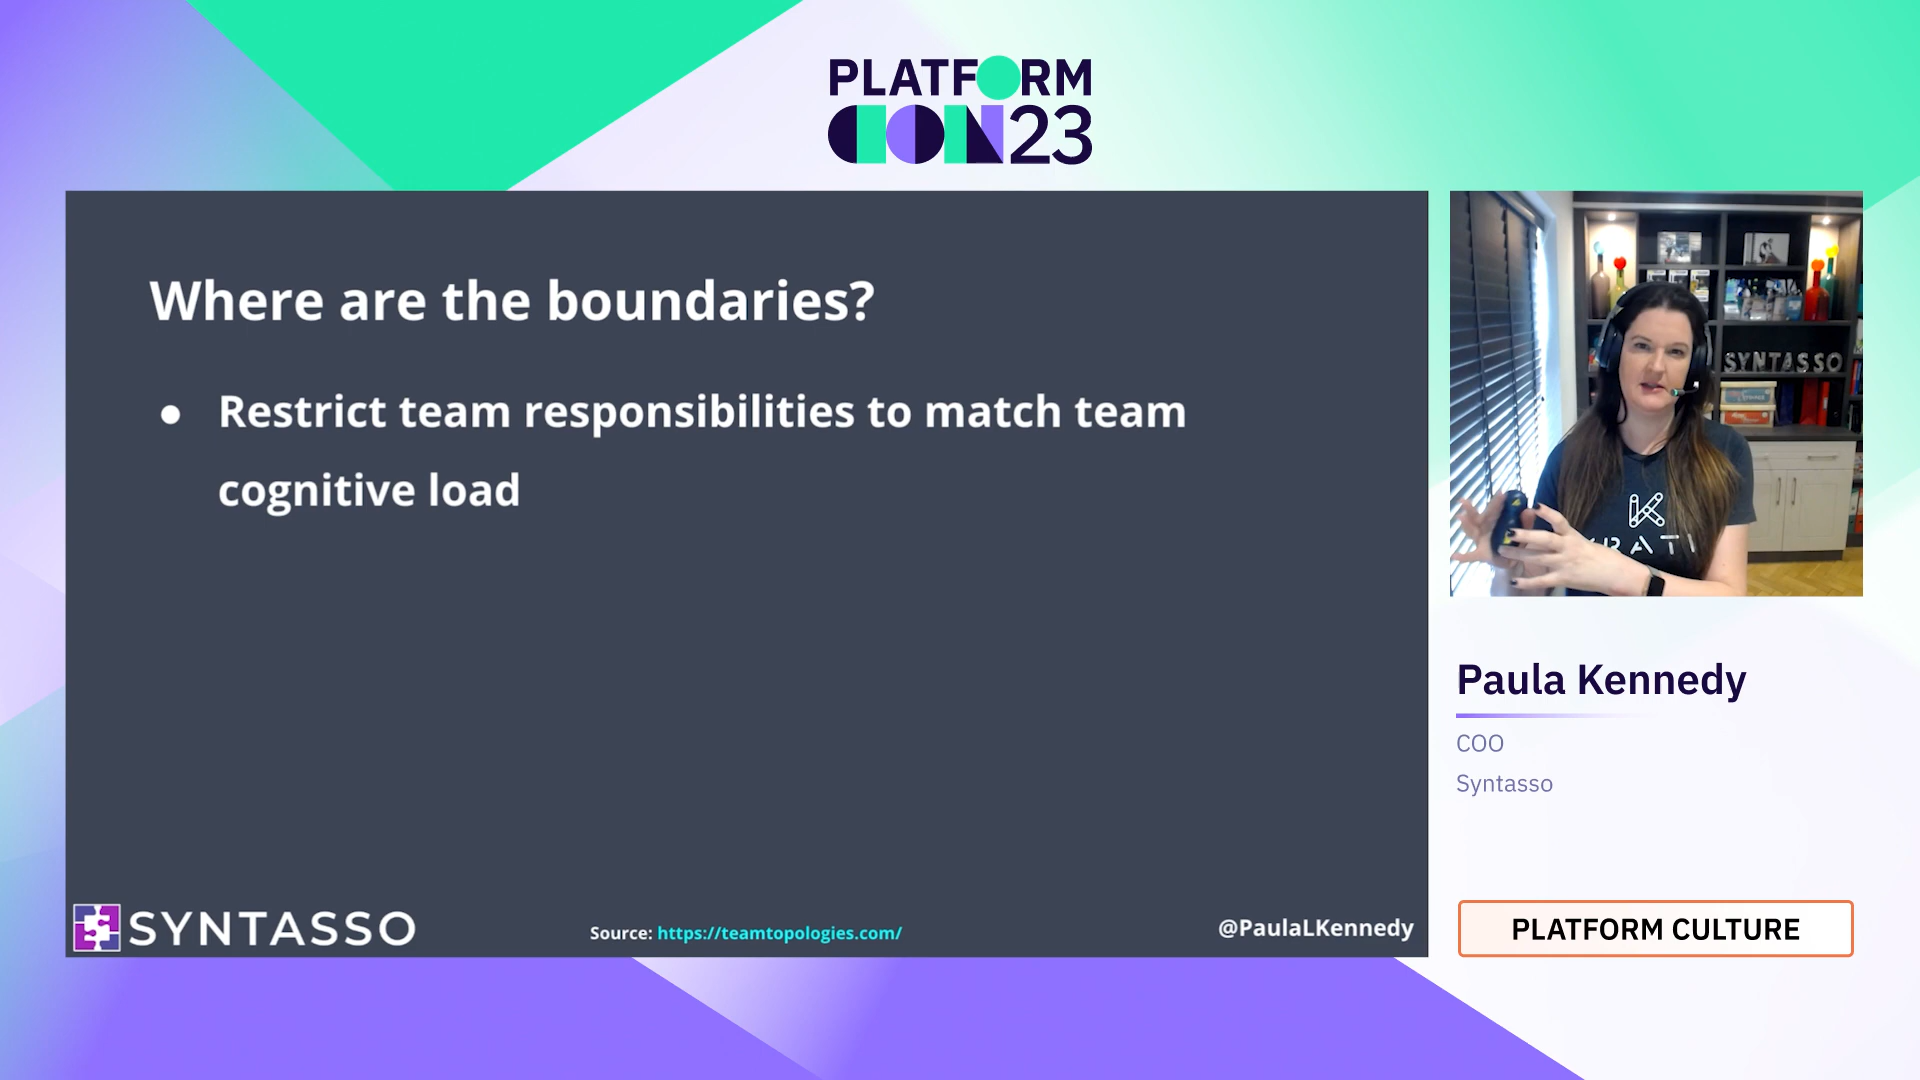 PLATFORM
CON23
Where are the boundaries?
● Restrict team responsibilities to match team
cognitive load
SYNTASSO
Source: https://teamtopologies.com/
@PaulaLKennedy
SYNTASSO
K
RATI
Paula Kennedy
COO
Syntasso
PLATFORM CULTURE